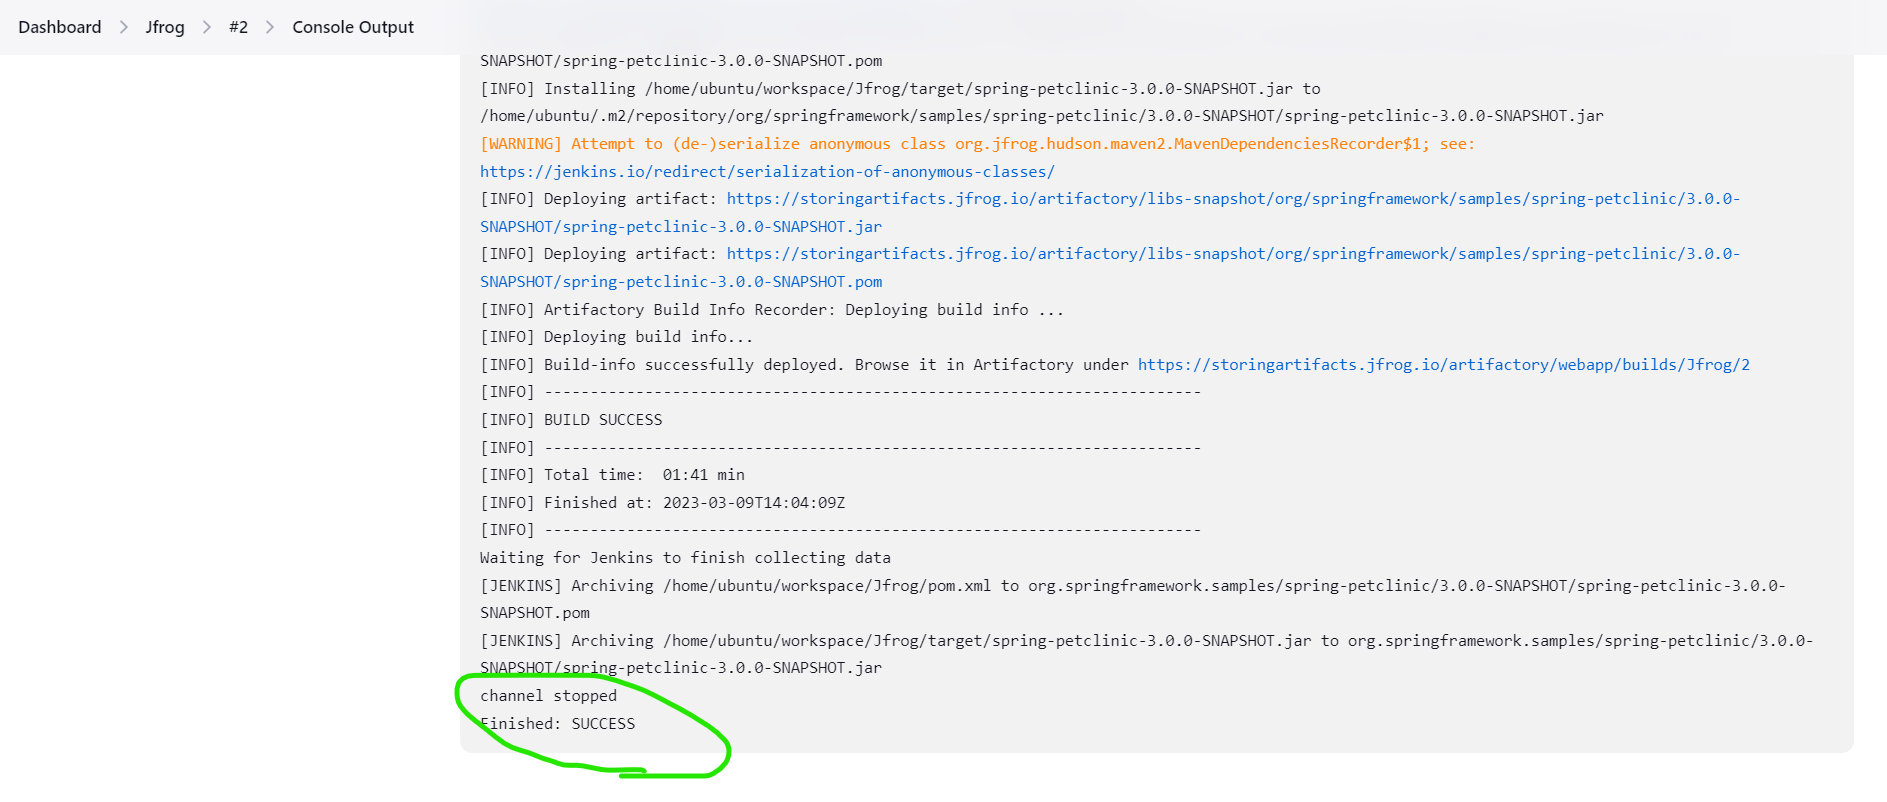 Dashboard > Jfrog > #2 > Console Output
SNAPSHOT/spring-petclinic-3.0.0-SNAPSHOT.pom
[INFO] Installing /home/ubuntu/workspace/Jfrog/target/spring-petclinic-3.0.0-SNAPSHOT.jar to
/home/ubuntu/.m2/repository/org/springframework/samples/spring-petclinic/3.0.0-SNAPSHOT/spring-petclinic-3.0.0-SNAPSHOT.jar
[WARNING] Attempt to (de-)serialize anonymous class org.jfrog.hudson.maven2.MavenDependenciesRecorder$1; see:
https://jenkins.io/redirect/serialization-of-anonymous-classes/
[INFO] Deploying artifact: https://storingartifacts.jfrog.io/artifactory/libs-snapshot/org/springframework/samples/spring-petclinic/3.0.0-
SNAPSHOT/spring-petclinic-3.0.0-SNAPSHOT.jar
[INFO] Deploying artifact: https://storingartifacts.jfrog.io/artifactory/libs-snapshot/org/springframework/samples/spring-petclinic/3.0.0-
SNAPSHOT/spring-petclinic-3.0.0-SNAPSHOT.pom
[INFO] Artifactory Build Info Recorder: Deploying build info ...
[INFO] Deploying build info...
[INFO] Build-info successfully deployed. Browse it in Artifactory under https://storingartifacts.jfrog.io/artifactory/webapp/builds/Jfrog/2
[INFO] ------------------------------------------------------------------------
[INFO] BUILD SUCCESS
[INFO] ------------------------------------------------------------------------
[INFO] Total time:  01:41 min
[INFO] Finished at: 2023-03-09T14:04:09Z
[INFO] ------------------------------------------------------------------------
Waiting for Jenkins to finish collecting data
[JENKINS] Archiving /home/ubuntu/workspace/Jfrog/pom.xml to org.springframework.samples/spring-petclinic/3.0.0-SNAPSHOT/spring-petclinic-3.0.0-
SNAPSHOT.pom
[JENKINS] Archiving /home/ubuntu/workspace/Jfrog/target/spring-petclinic-3.0.0-SNAPSHOT.jar to org.springframework.samples/spring-petclinic/3.0.0-
SNAPSHOT/spring-petclinic-3.0.0-SNAPSHOT.jar
channel stopped
Finished: SUCCESS